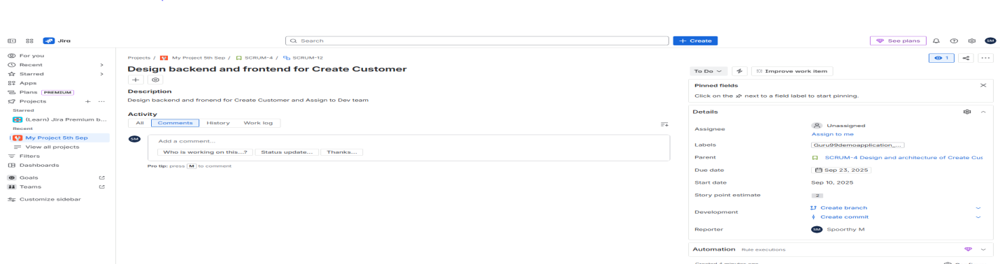 Jira
Search
+ Create
See plans
SM
For you
Recent
Starred
Apps
Plans PREMIUM
Projects
Starred
(Learn) Jira Premium b...
Recent
My Project 5th Sep
View all projects
Filters
Dashboards
Goals
Teams
Customize sidebar
Projects / My Project 5th Sep / SCRUM-4 / SCRUM-12
Design backend and frontend for Create Customer
Description
Design backend and fronend for Create Customer and Assign to Dev team
Activity
All Comments History Work log
SM
Add a comment...
Who is working on this...? Status update... Thanks...
Pro tip: press M to comment
1
To Do
Improve work item
Pinned fields
Click on the next to a field label to start pinning.
Details
Assignee
Unassigned
Assign to me
Labels
Guru99demoapplication_...
Parent
SCRUM-4 Design and architecture of Create Cus
Due date
Sep 23, 2025
Start date
Sep 10, 2025
Story point estimate
2
Development
Create branch
Create commit
Reporter
SM Spoorthy M
Automation Rule executions
Created 4 minutes ago